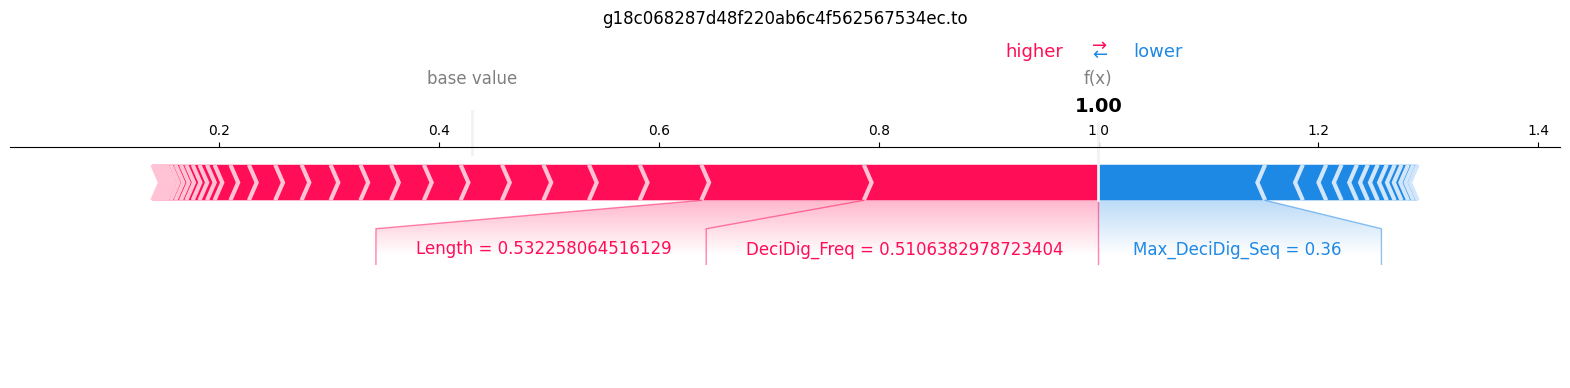 g18c068287d48f220ab6c4f562567534ec.to
higher → ← lower
base value f(x)
1.00
0.2 0.4 0.6 0.8 1.0 1.2 1.4
Length = 0.532258064516129 DeciDig_Freq = 0.5106382978723404 Max_DeciDig_Seq = 0.36